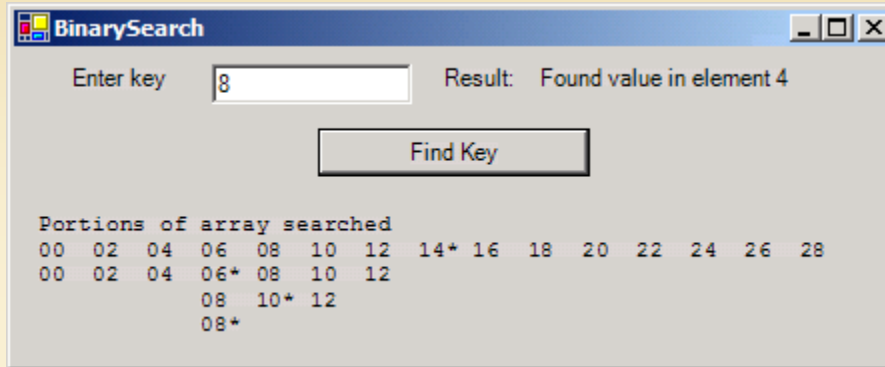 BinarySearch
Enter key 8 Result: Found value in element 4
Find Key
Portions of array searched
00 02 04 06 08 10 12 14* 16 18 20 22 24 26 28
00 02 04 06* 08 10 12
08 10* 12
08*